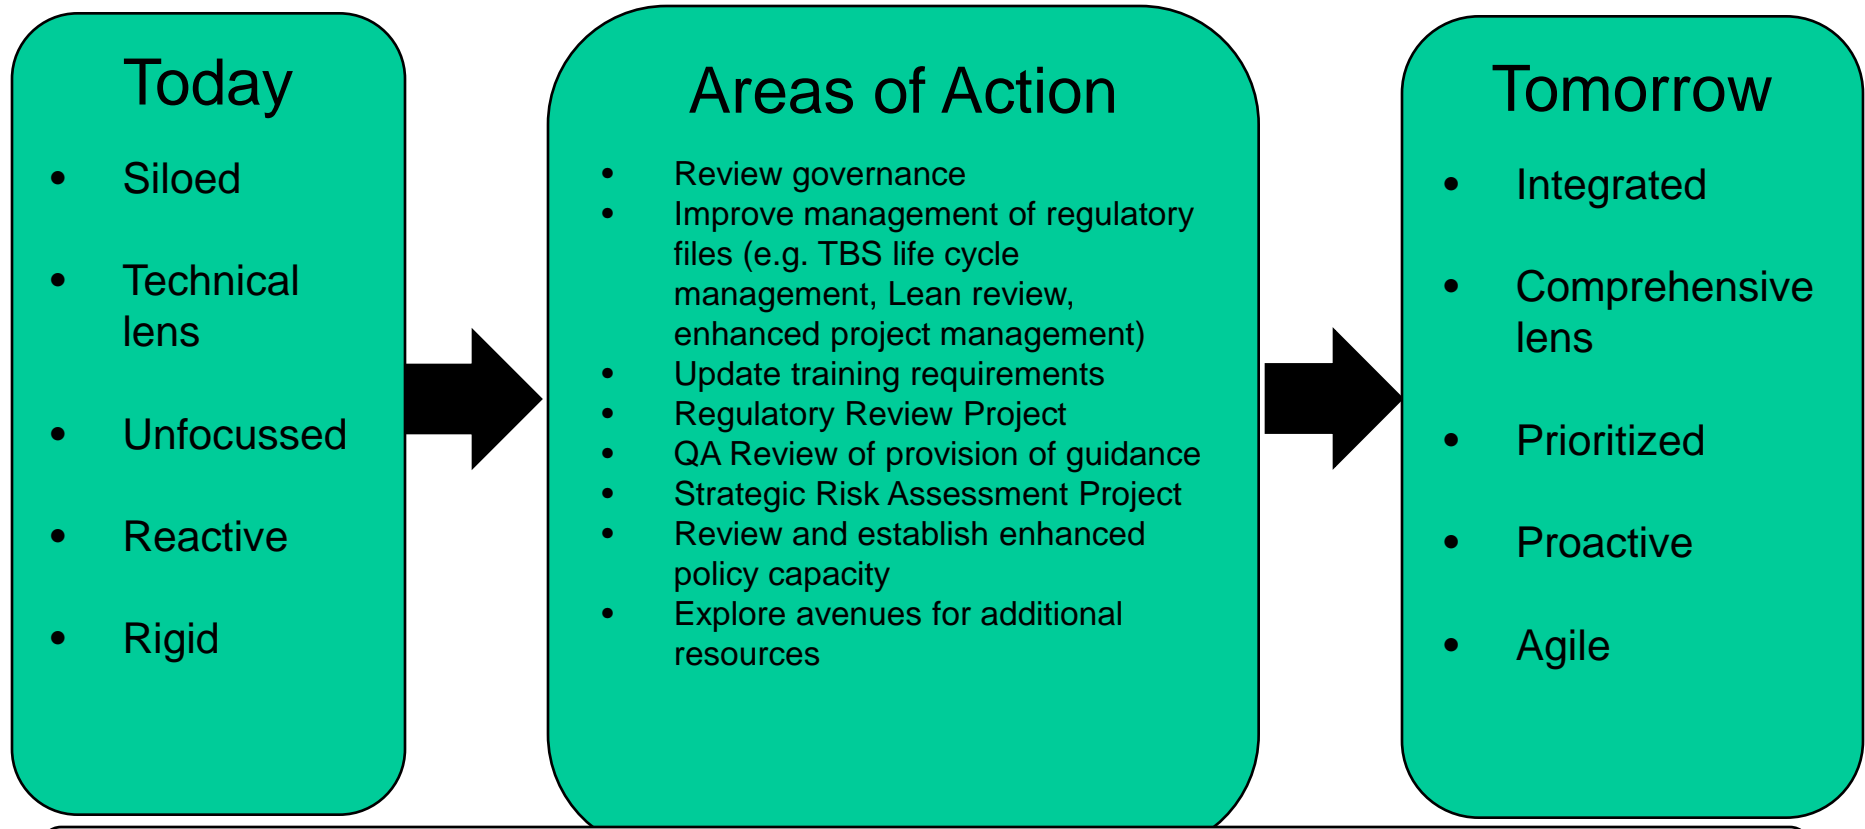 Today
• Siloed
• Technical
lens
• Unfocussed
• Reactive
• Rigid
Areas of Action
• Review governance
• Improve management of regulatory
files (e.g. TBS life cycle
management, Lean review,
enhanced project management)
• Update training requirements
• Regulatory Review Project
• QA Review of provision of guidance
• Strategic Risk Assessment Project
• Review and establish enhanced
policy capacity
• Explore avenues for additional
resources
Tomorrow
• Integrated
• Comprehensive
lens
• Prioritized
• Proactive
• Agile